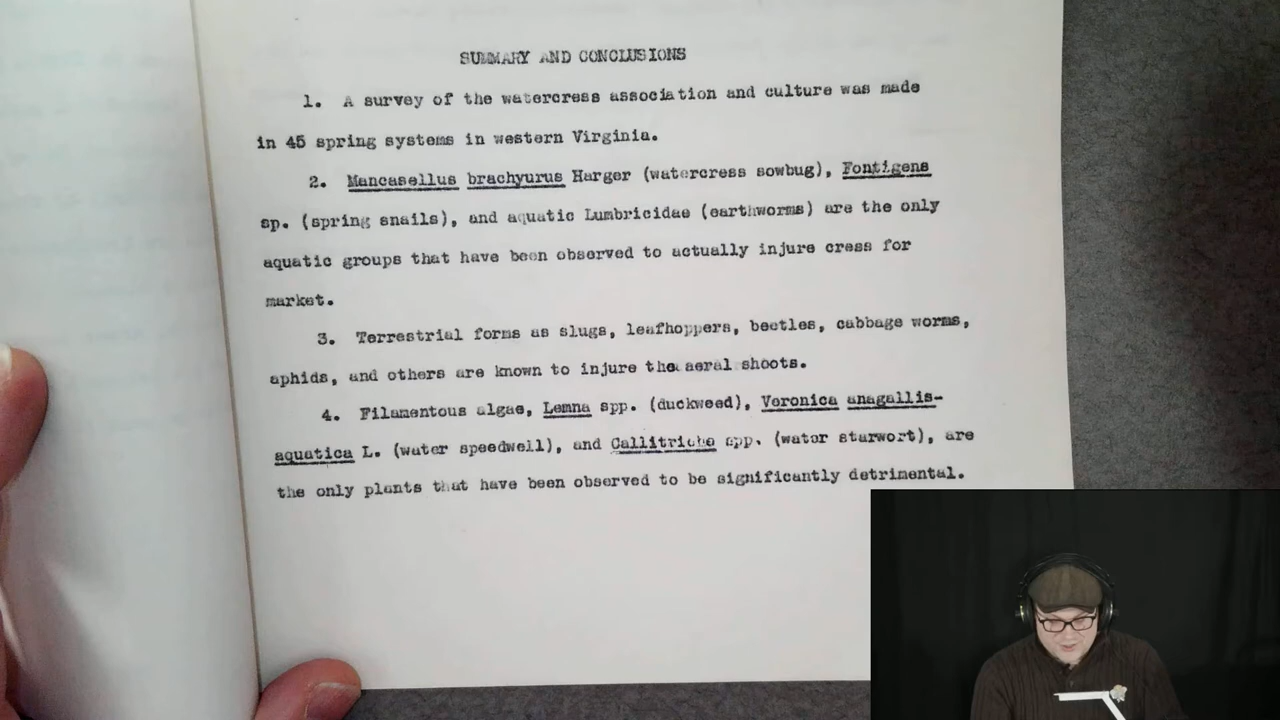 SUMMARY AND CONCLUSIONS
1. A survey of the watercress association and culture was made
in 45 spring systems in western Virginia.
2. Mancasellus brachyurus Harger (watercress sowbug), Fontigens
sp. (spring snails), and aquatic Lumbricidae (earthworms) are the only
aquatic groups that have been observed to actually injure cress for
market.
3. Terrestrial forms as slugs, leafhoppers, beetles, cabbage worms,
aphids, and others are known to injure the aeral shoots.
4. Filamentous algae, Lemna spp. (duckweed), Veronica anagallis-
aquatica L. (water speedwell), and Callitriche spp. (water starwort), are
the only plants that have been observed to be significantly detrimental.